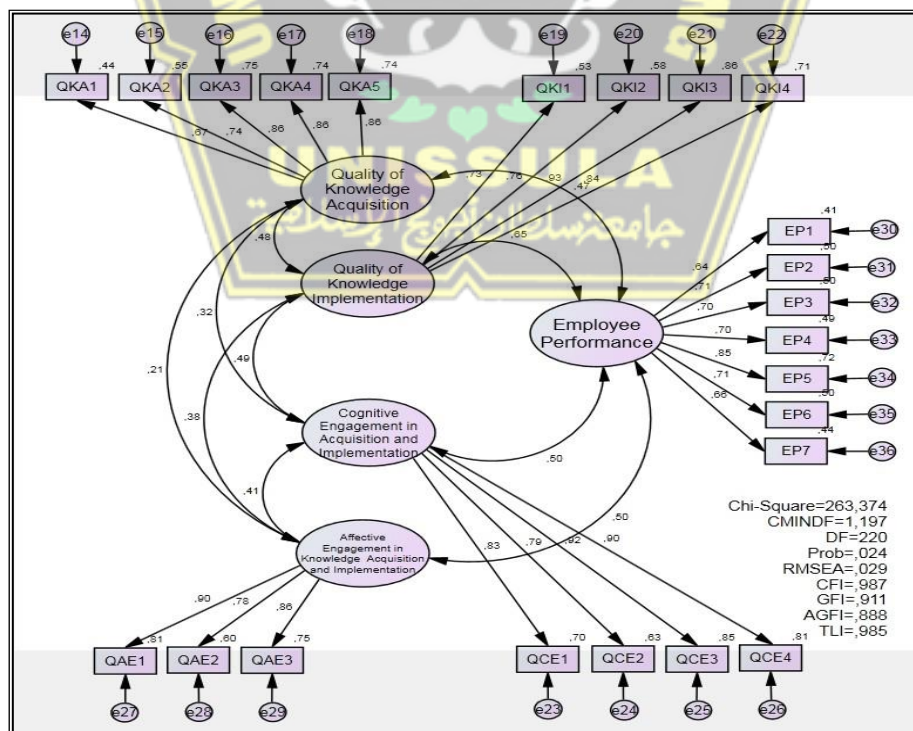 e14 e15 e16 e17 e18 e19 e20 e21 e22
,44 ,55 ,75 ,74 ,74 ,53 ,58 ,86 ,71
QKA1 QKA2 QKA3 QKA4 QKA5 QKI1 QKI2 QKI3 QKI4
,67 ,74 ,86 ,86 ,86
,73 ,76 ,93 ,84
,47
UNISSULA
جامعة سلطان أجونج الإسلامية
Quality of
Knowledge
Acquisition
,48
,65
Quality of
Knowledge
Implementation
,41
EP1 e30
,50
EP2 e31
,50
EP3 e32
,49
EP4 e33
,72
EP5 e34
,50
EP6 e35
,44
EP7 e36
,64
,71
,70
,70
,85
,71
,66
Employee
Performance
,32
,21
,49
,38
Cognitive
Engagement in
Acquisition and
Implementation
,50
,41
,50
Affective
Engagement in
Knowledge Acquisition
and Implementation
,83 ,79 ,92 ,90
,90 ,78 ,86
Chi-Square=263,374
CMINDF=1,197
DF=220
Prob=,024
RMSEA=,029
CFI=,987
GFI=,911
AGFI=,888
TLI=,985
,81 ,60 ,75 ,70 ,63 ,85 ,81
QAE1 QAE2 QAE3 QCE1 QCE2 QCE3 QCE4
e27 e28 e29 e23 e24 e25 e26